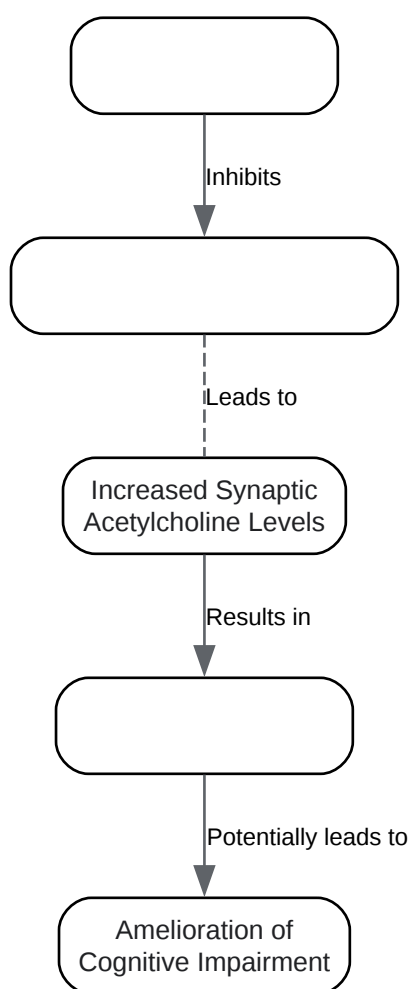 Inhibits
Leads to
Increased Synaptic
Acetylcholine Levels
Results in
Potentially leads to
Amelioration of
Cognitive Impairment